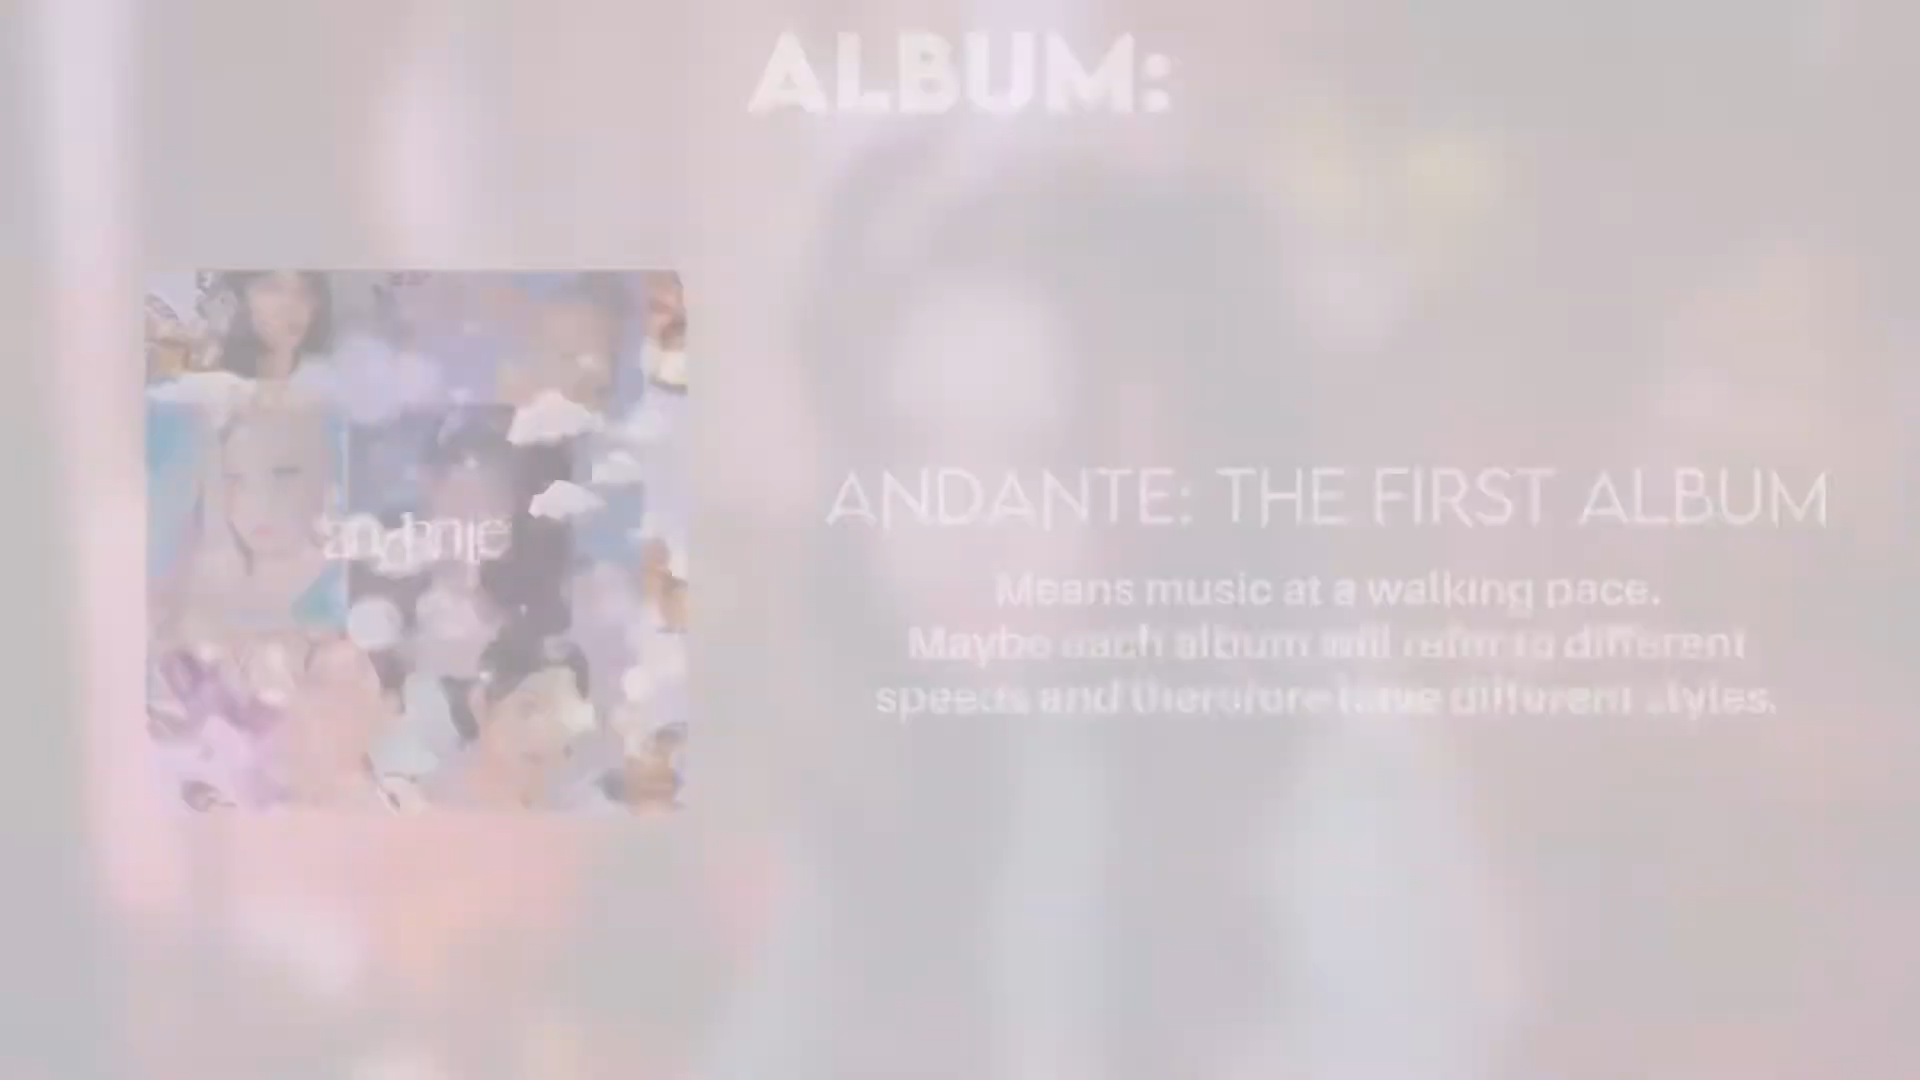 ALBUM:
andante
ANDANTE: THE FIRST ALBUM
Means music at a walking pace.
Maybe each album will refer to different
speeds and therefore have different styles.